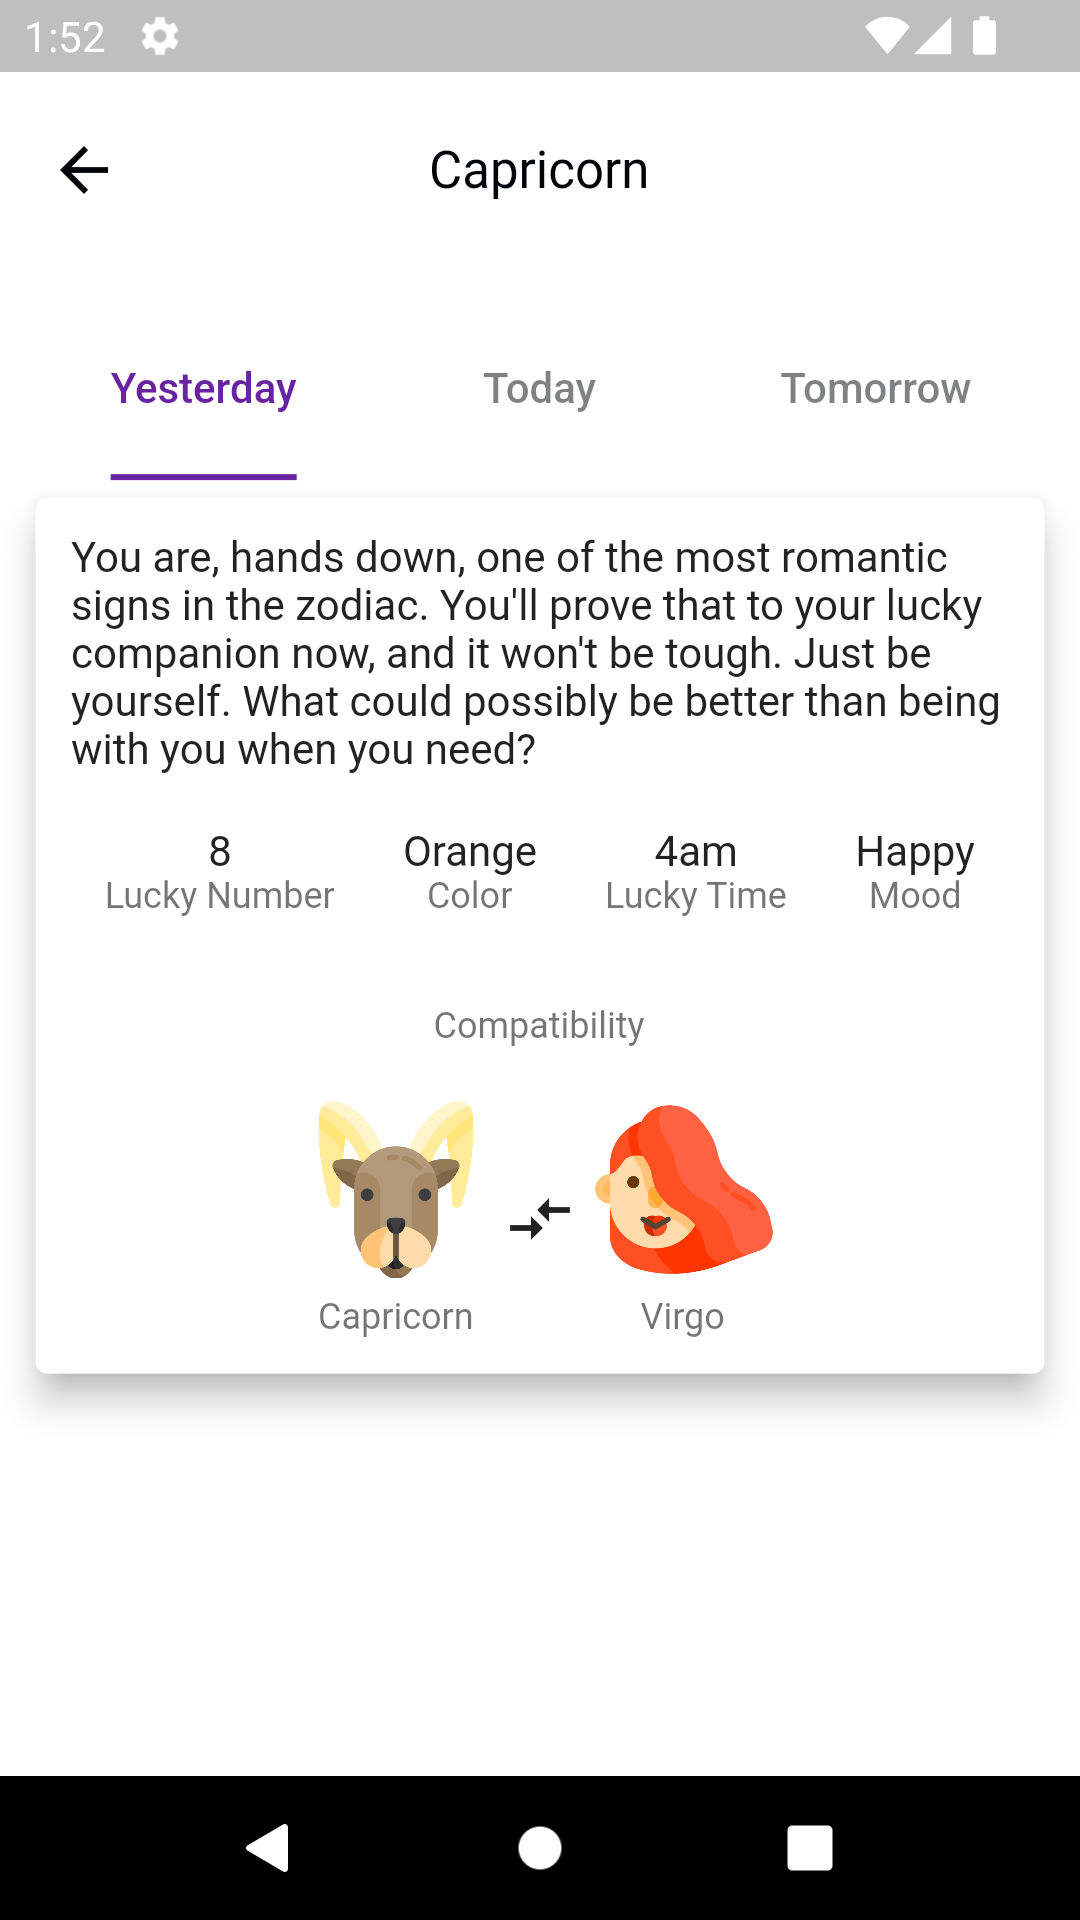 1:52
Capricorn
Yesterday Today Tomorrow
You are, hands down, one of the most romantic
signs in the zodiac. You'll prove that to your lucky
companion now, and it won't be tough. Just be
yourself. What could possibly be better than being
with you when you need?
8 Orange 4am Happy
Lucky Number Color Lucky Time Mood
Compatibility
Capricorn Virgo